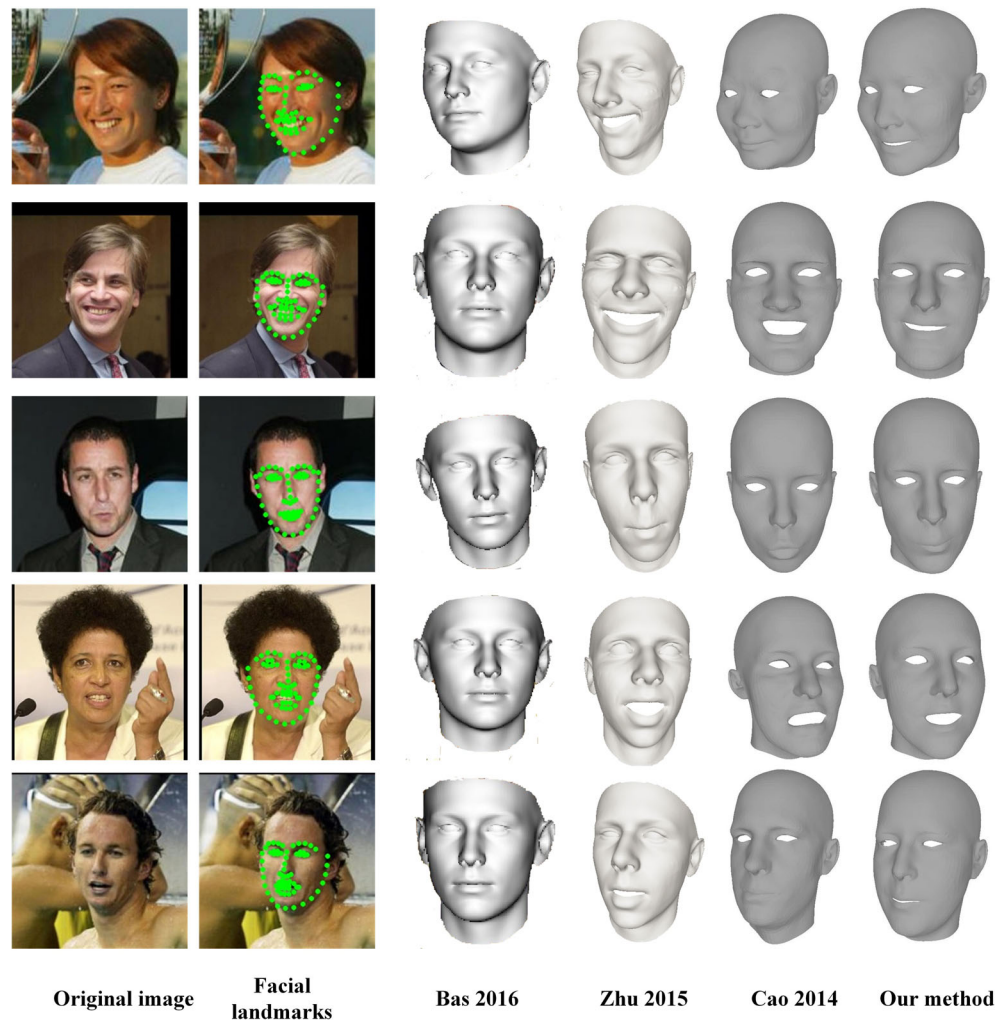 Original image
Facial
landmarks
Bas 2016
Zhu 2015
Cao 2014
Our method